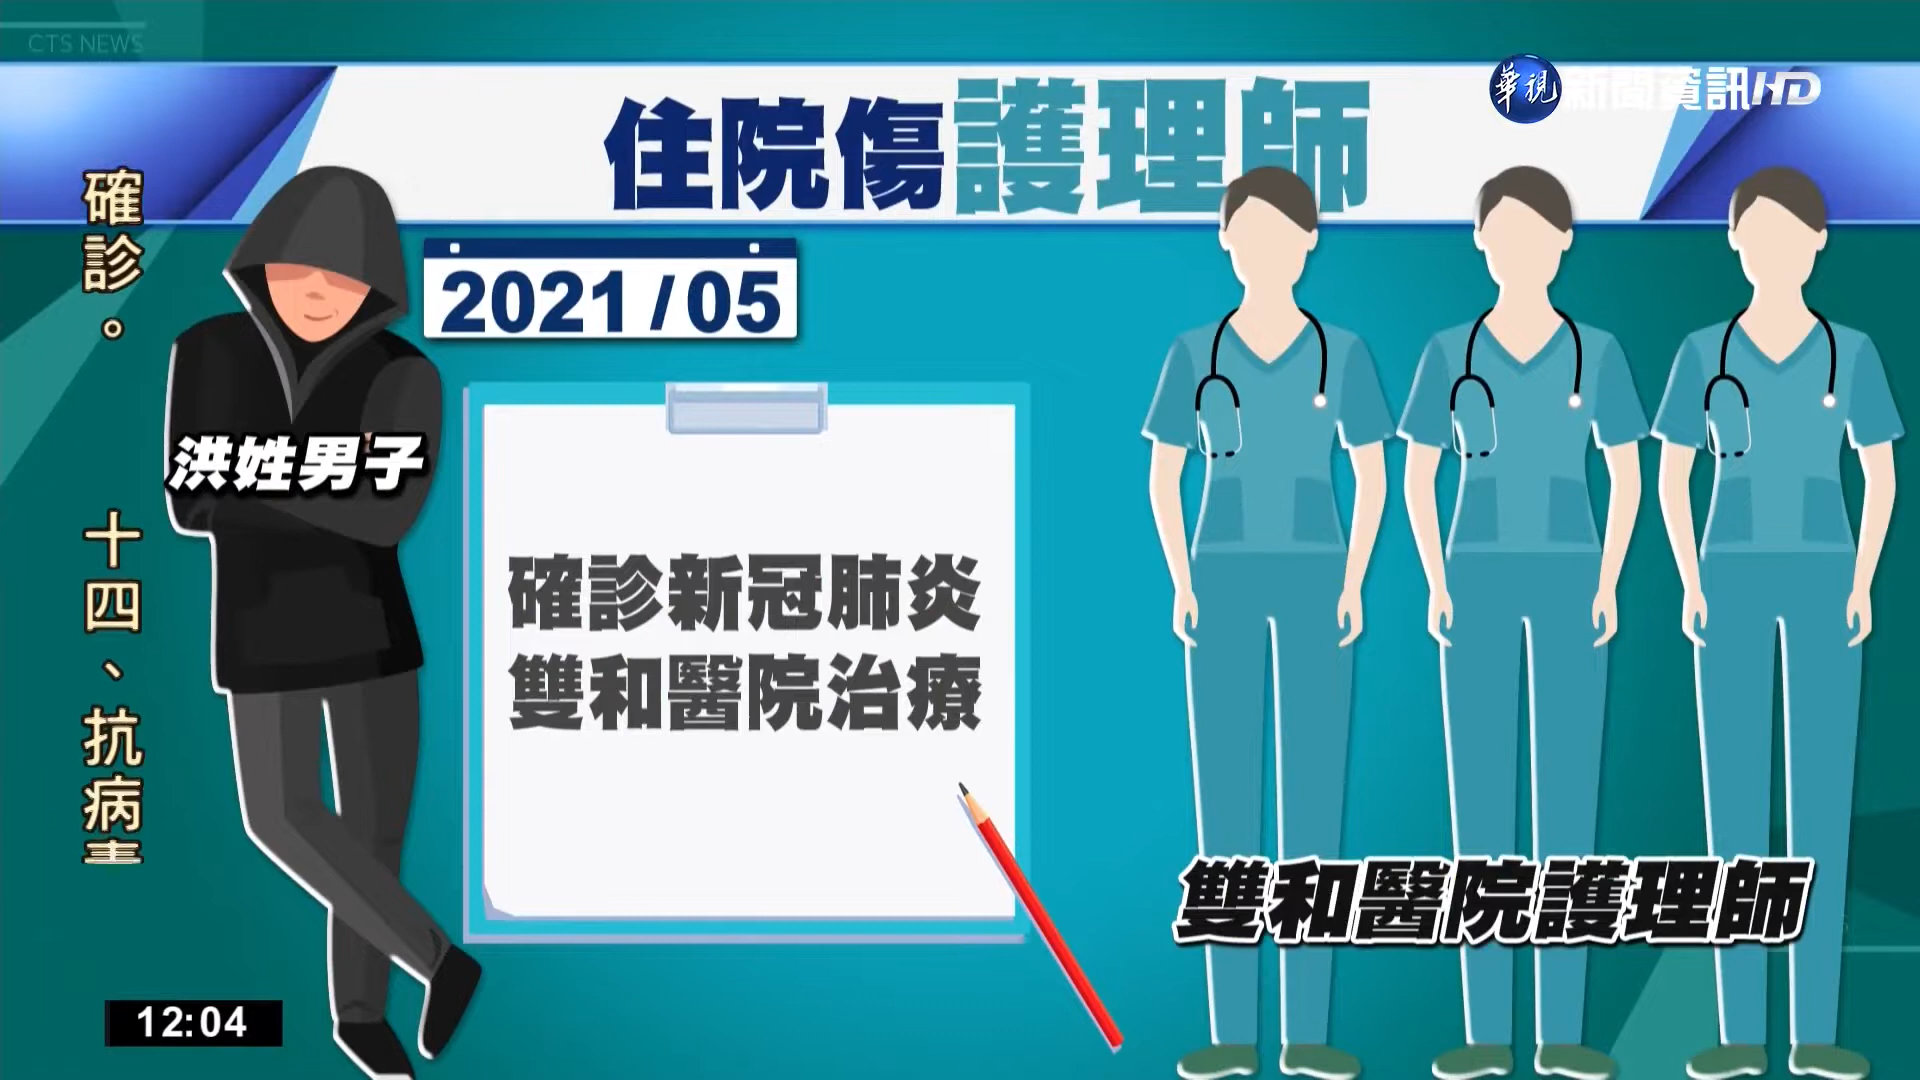 CTS NEWS
華視新聞資訊HD
住院傷護理師
2021/05
確診。 十四、抗病毒
洪姓男子
確診新冠肺炎
雙和醫院治療
雙和醫院護理師
12:04